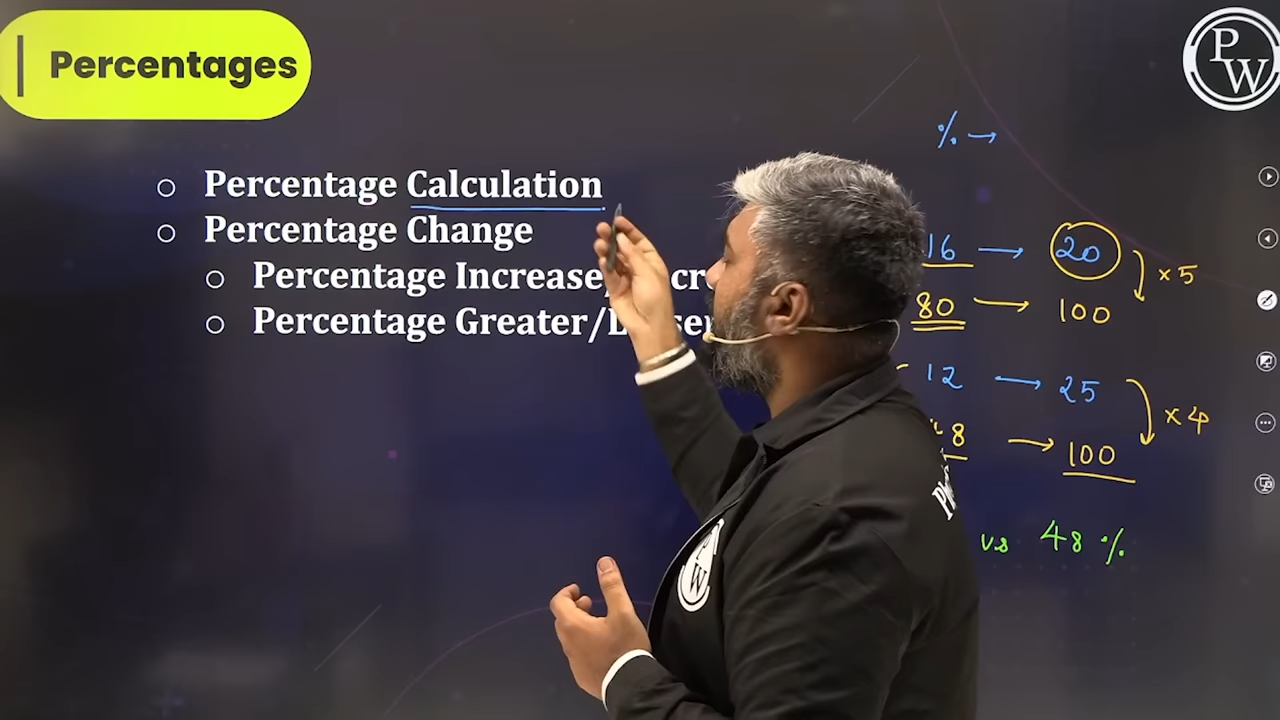 Percentages
PW
% →
Percentage Calculation
Percentage Change
Percentage Increase/
Percentage Greater/
16 → 20
× 5
80 → 100
12 → 25
× 4
8 → 100
vs 48 %
PW